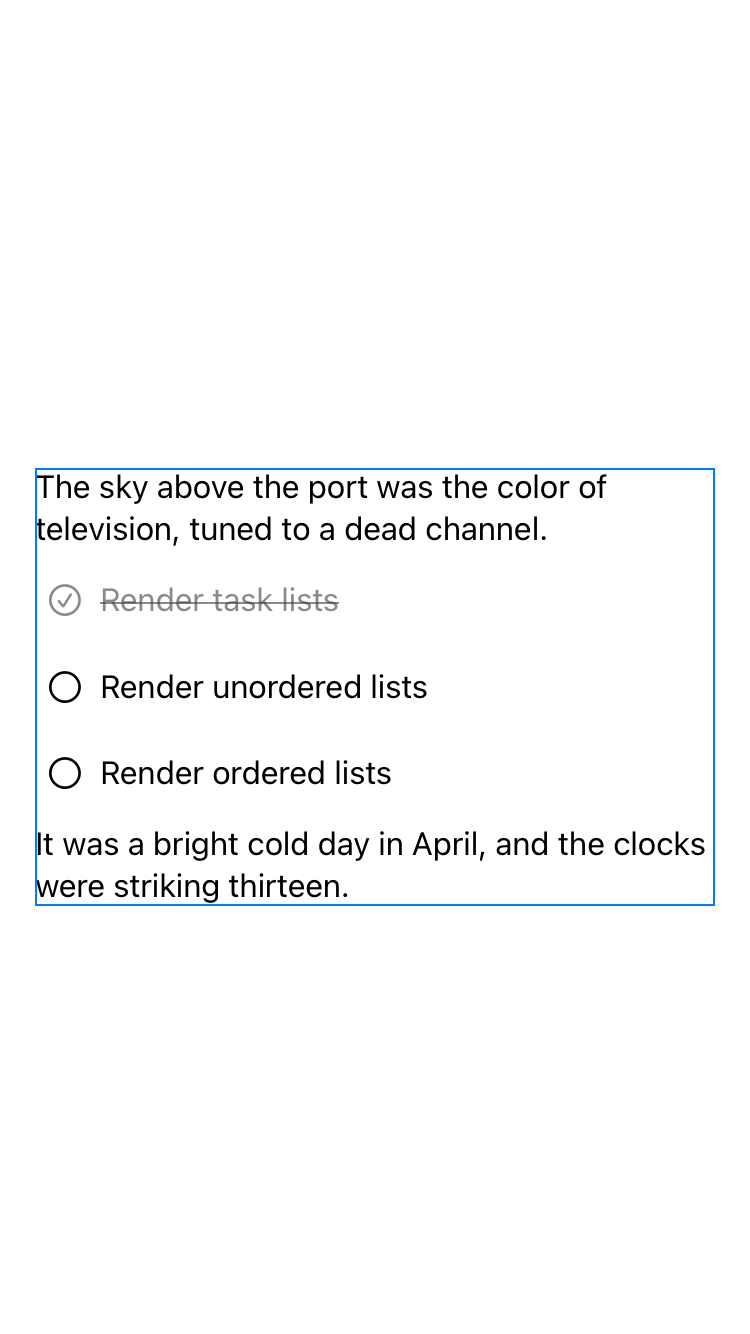 The sky above the port was the color of
television, tuned to a dead channel.
Render task lists
Render unordered lists
Render ordered lists
It was a bright cold day in April, and the clocks
were striking thirteen.